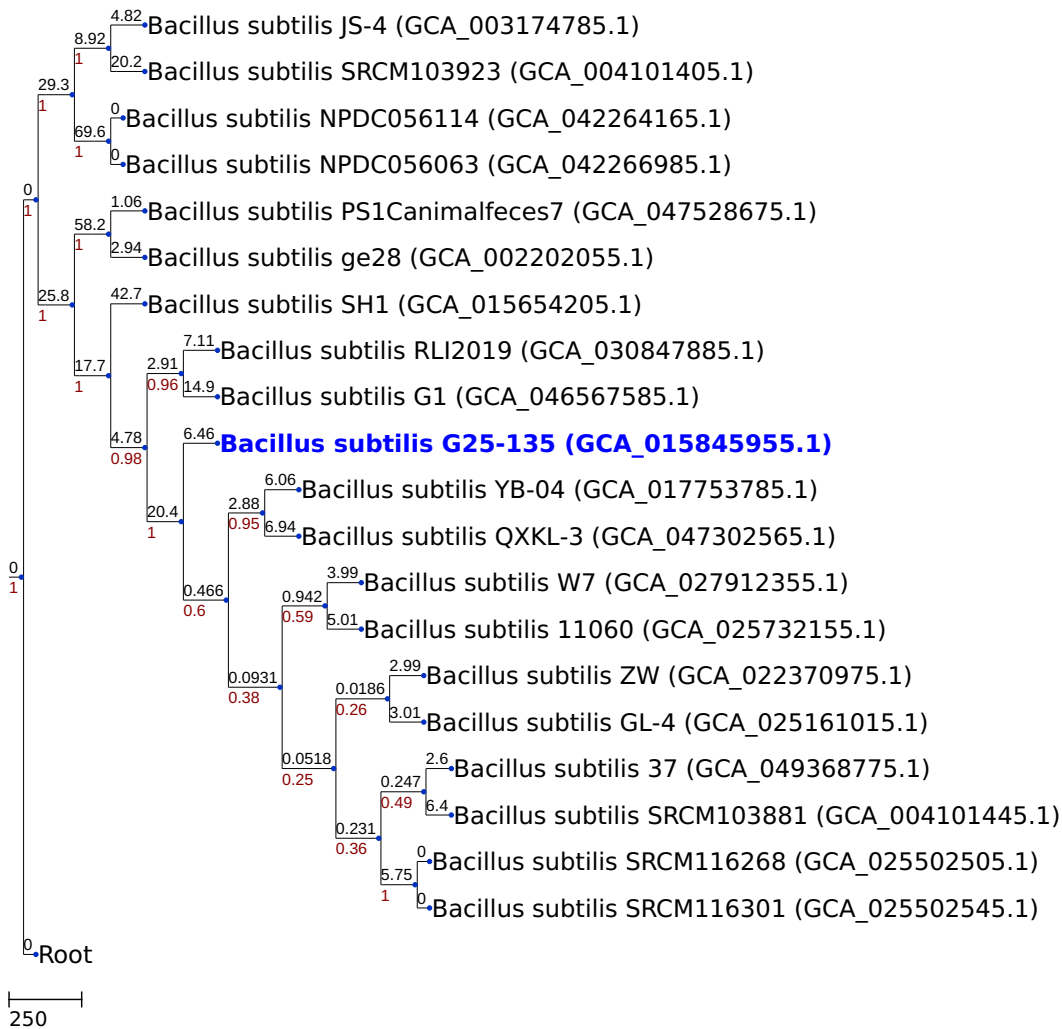 4.82
Bacillus subtilis JS-4 (GCA_003174785.1)
8.92
1
20.2
Bacillus subtilis SRCM103923 (GCA_004101405.1)
29.3
1
0
Bacillus subtilis NPDC056114 (GCA_042264165.1)
69.6
1
0
Bacillus subtilis NPDC056063 (GCA_042266985.1)
0
1
1.06
Bacillus subtilis PS1Canimalfeces7 (GCA_047528675.1)
58.2
1
2.94
Bacillus subtilis ge28 (GCA_002202055.1)
25.8
1
42.7
Bacillus subtilis SH1 (GCA_015654205.1)
17.7
1
7.11
Bacillus subtilis RLI2019 (GCA_030847885.1)
2.91
0.96
14.9
Bacillus subtilis G1 (GCA_046567585.1)
4.78
0.98
6.46
Bacillus subtilis G25-135 (GCA_015845955.1)
20.4
1
6.06
Bacillus subtilis YB-04 (GCA_017753785.1)
2.88
0.95
6.94
Bacillus subtilis QXKL-3 (GCA_047302565.1)
0.466
0.6
3.99
Bacillus subtilis W7 (GCA_027912355.1)
0.942
0.59
5.01
Bacillus subtilis 11060 (GCA_025732155.1)
0
1
0.0931
0.38
2.99
Bacillus subtilis ZW (GCA_022370975.1)
0.0186
0.26
3.01
Bacillus subtilis GL-4 (GCA_025161015.1)
0.0518
0.25
2.6
Bacillus subtilis 37 (GCA_049368775.1)
0.247
0.49
6.4
Bacillus subtilis SRCM103881 (GCA_004101445.1)
0.231
0.36
0
Bacillus subtilis SRCM116268 (GCA_025502505.1)
5.75
1
0
Bacillus subtilis SRCM116301 (GCA_025502545.1)
0
Root
250